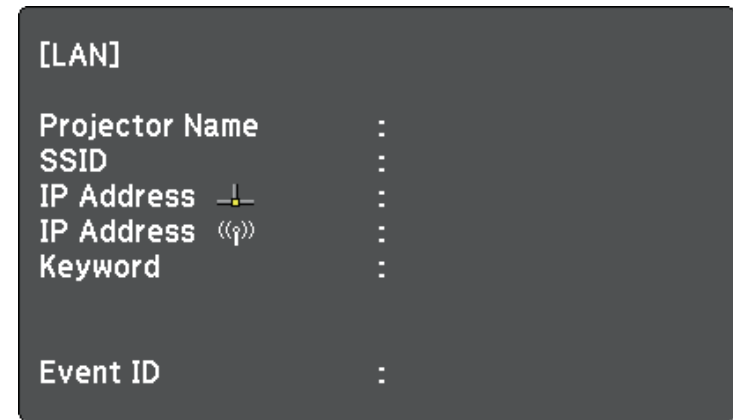 [LAN]
Projector Name :
SSID :
IP Address :
IP Address :
Keyword :
Event ID :